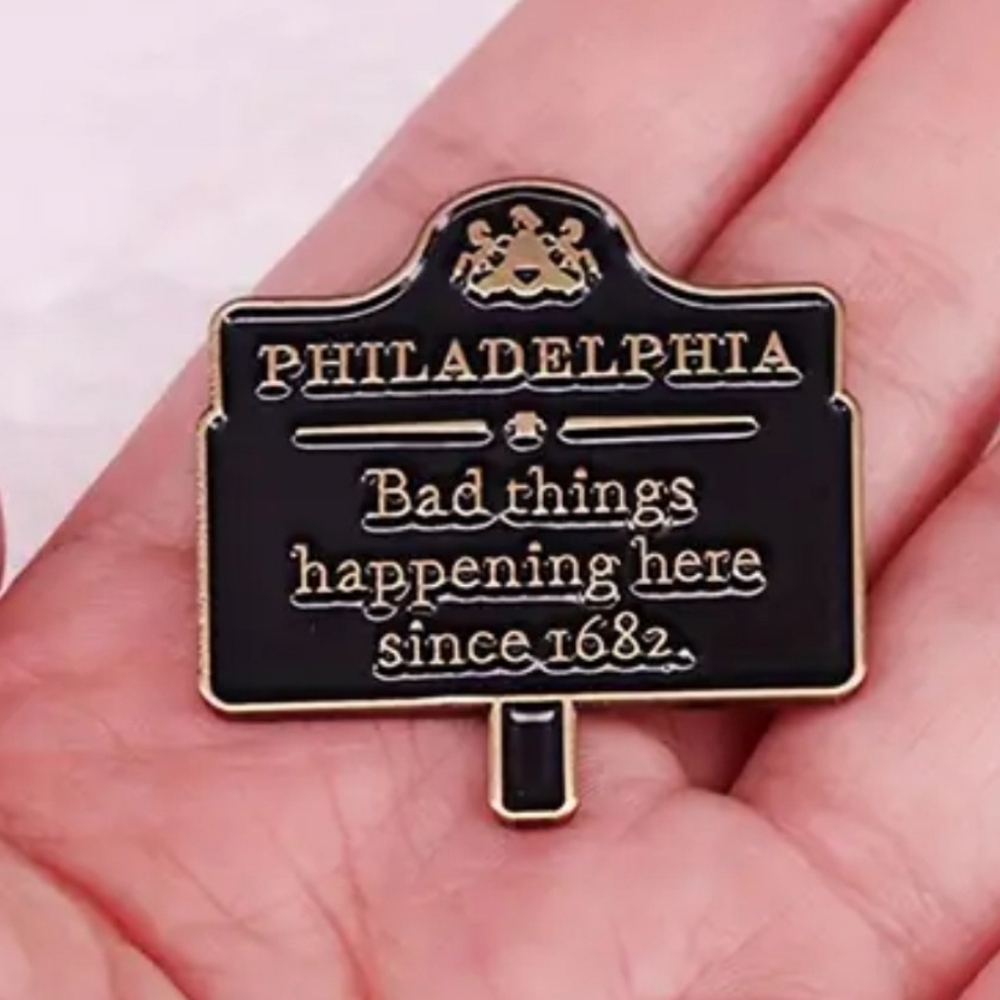 PHILADELPHIA
Bad things
happening here
since 1682.